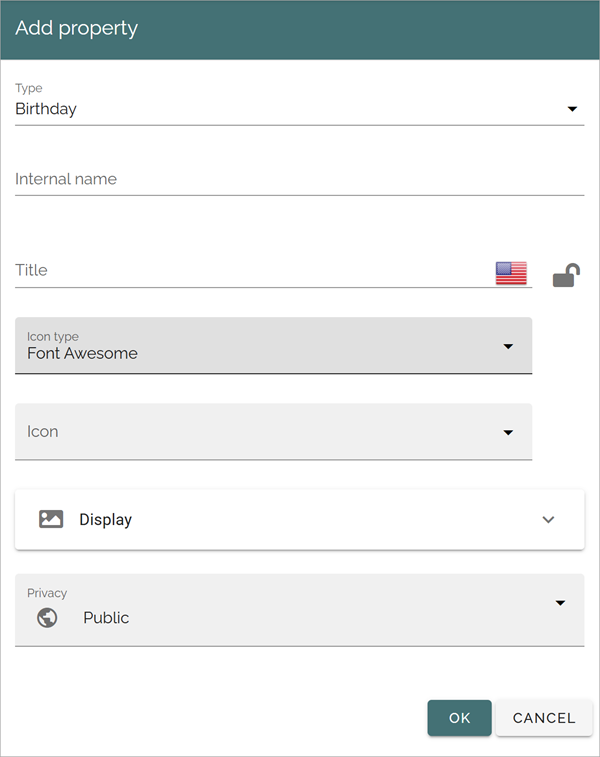 Add property
Type
Birthday
Internal name
Title
Icon type
Font Awesome
Icon
Display
Privacy
Public
OK CANCEL